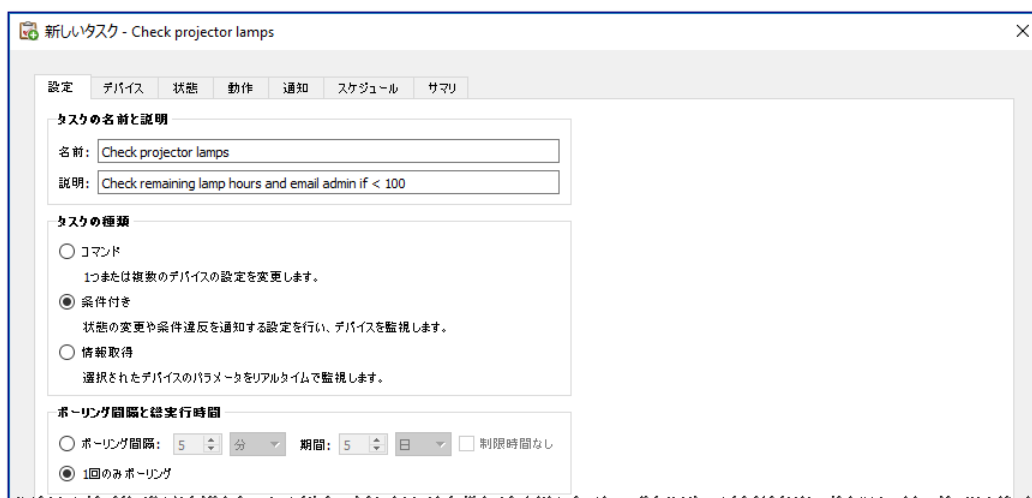 新しいタスク - Check projector lamps
設定 デバイス 状態 動作 通知 スケジュール サマリ
タスクの名前と説明
名前: Check projector lamps
説明: Check remaining lamp hours and email admin if < 100
タスクの種類
コマンド
1つまたは複数のデバイスの設定を変更します。
条件付き
状態の変更や条件違反を通知する設定を行い、デバイスを監視します。
情報取得
選択されたデバイスのパラメータをリアルタイムで監視します。
ポーリング間隔と総実行時間
ポーリング間隔: 5 分 期間: 5 日 制限時間なし
1回のみポーリング